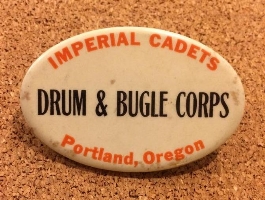 IMPERIAL CADETS
DRUM & BUGLE CORPS
Portland, Oregon